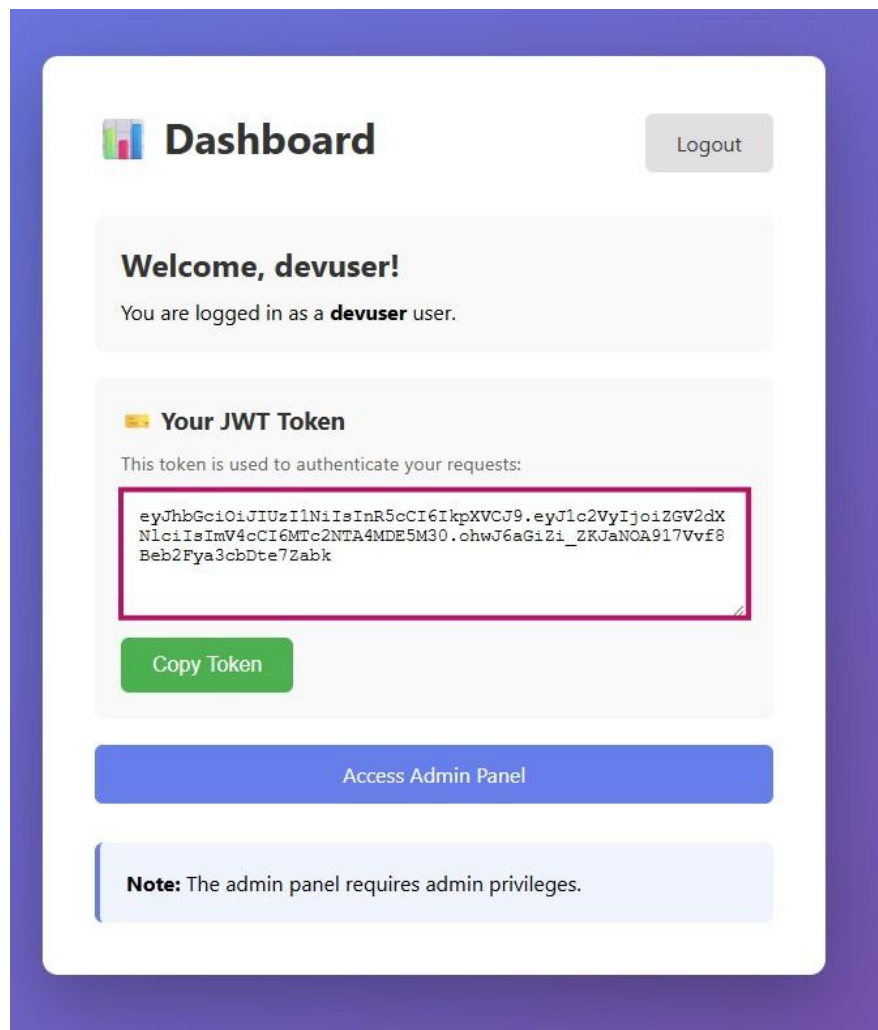 Dashboard
Logout
Welcome, devuser!
You are logged in as a devuser user.
Your JWT Token
This token is used to authenticate your requests:
eyJhbGciOiJIUzI1NiIsInR5cCI6IkpXVCJ9.eyJ1c2VyIjoiZGV2dX
NlciIsImV4cCI6MTc2NTA4MDE5M30.ohwJ6aGiZi_ZKJaNOA917Vvf8
Beb2Fya3cbDte7Zabk
Copy Token
Access Admin Panel
Note: The admin panel requires admin privileges.